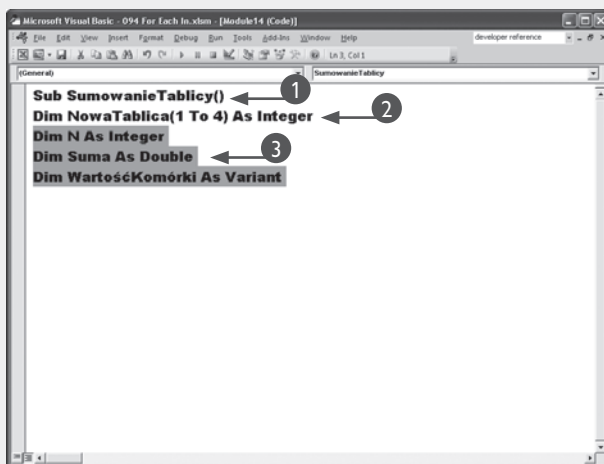 Microsoft Visual Basic - 094 For Each In.xlsm - [Module14 (Code)]
File Edit View Insert Format Debug Run Tools Add-Ins Window Help
developer reference
Ln 3, Col 1
(General)
SumowanieTablicy
Sub SumowanieTablicy()
1
Dim NowaTablica(1 To 4) As Integer
2
Dim N As Integer
Dim Suma As Double
3
Dim WartośćKomórki As Variant